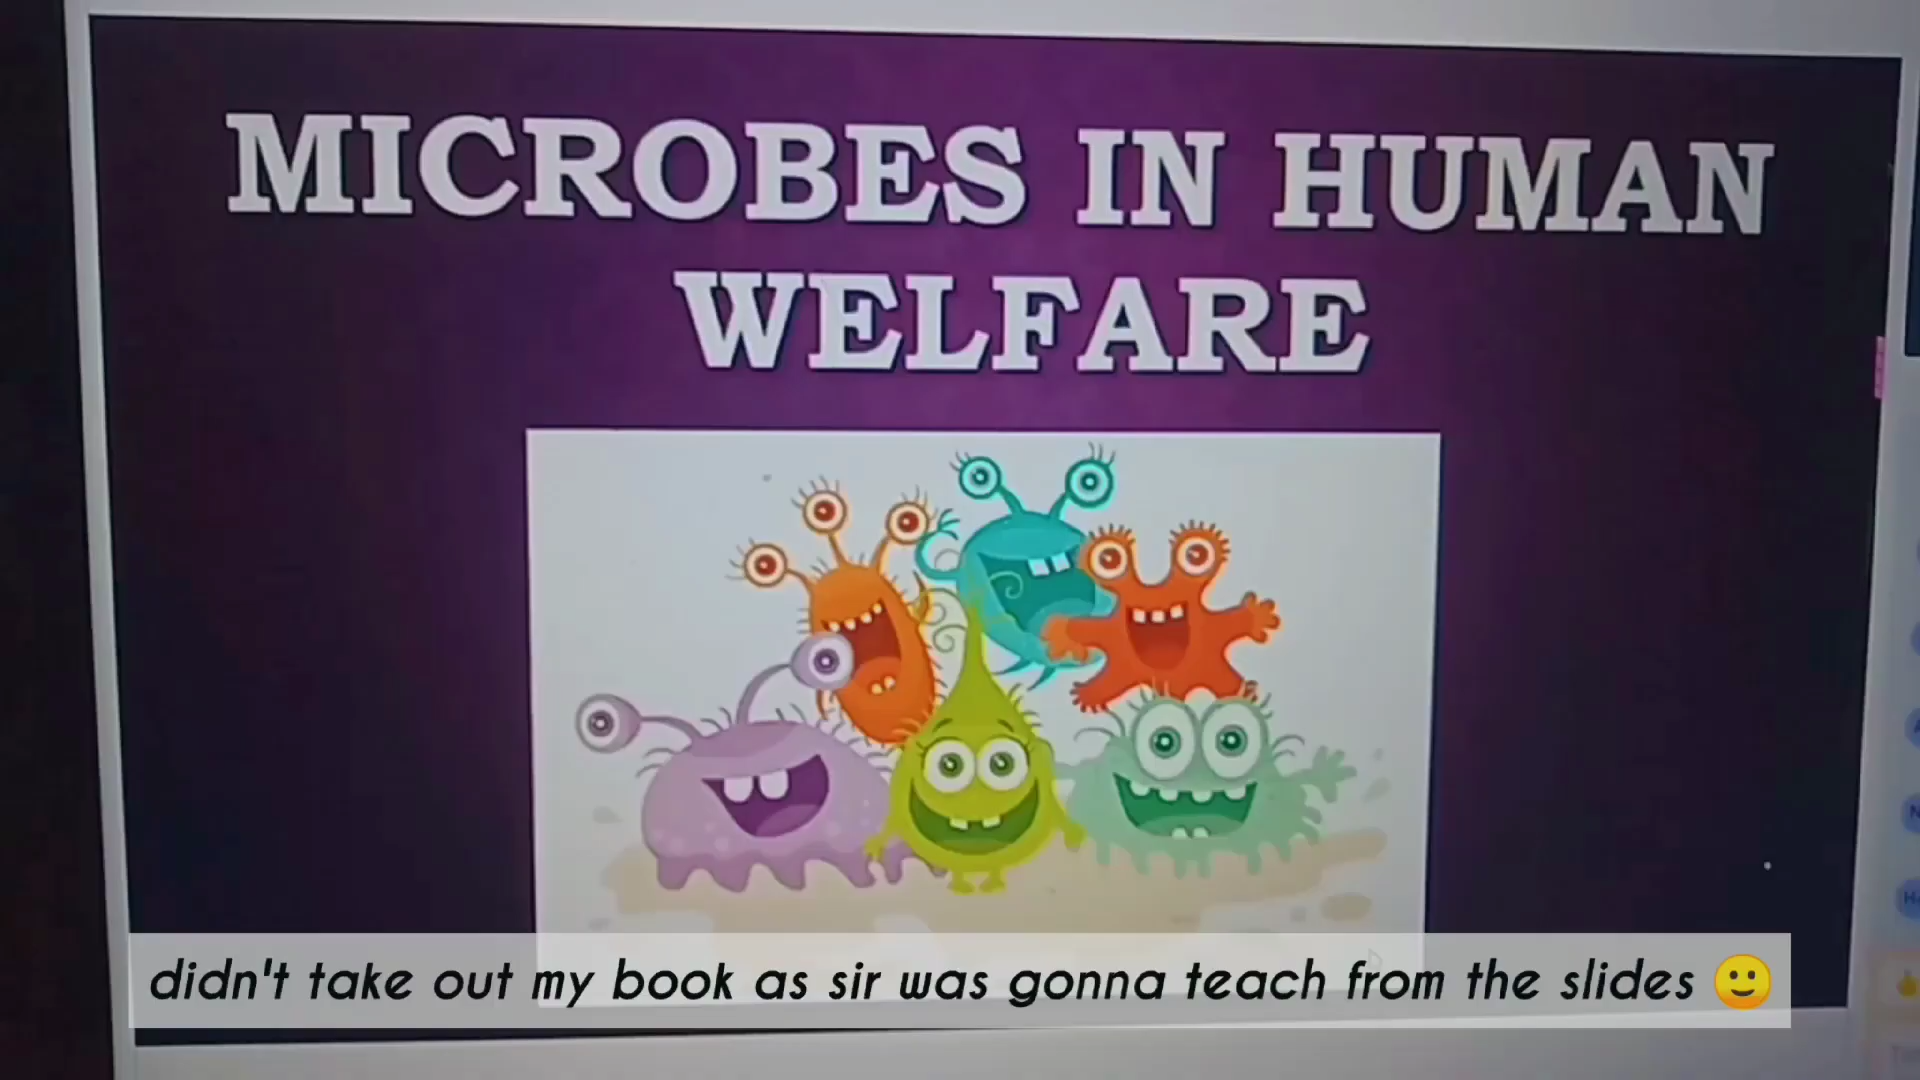 MICROBES IN HUMAN
WELFARE
didn't take out my book as sir was gonna teach from the slides 🙂